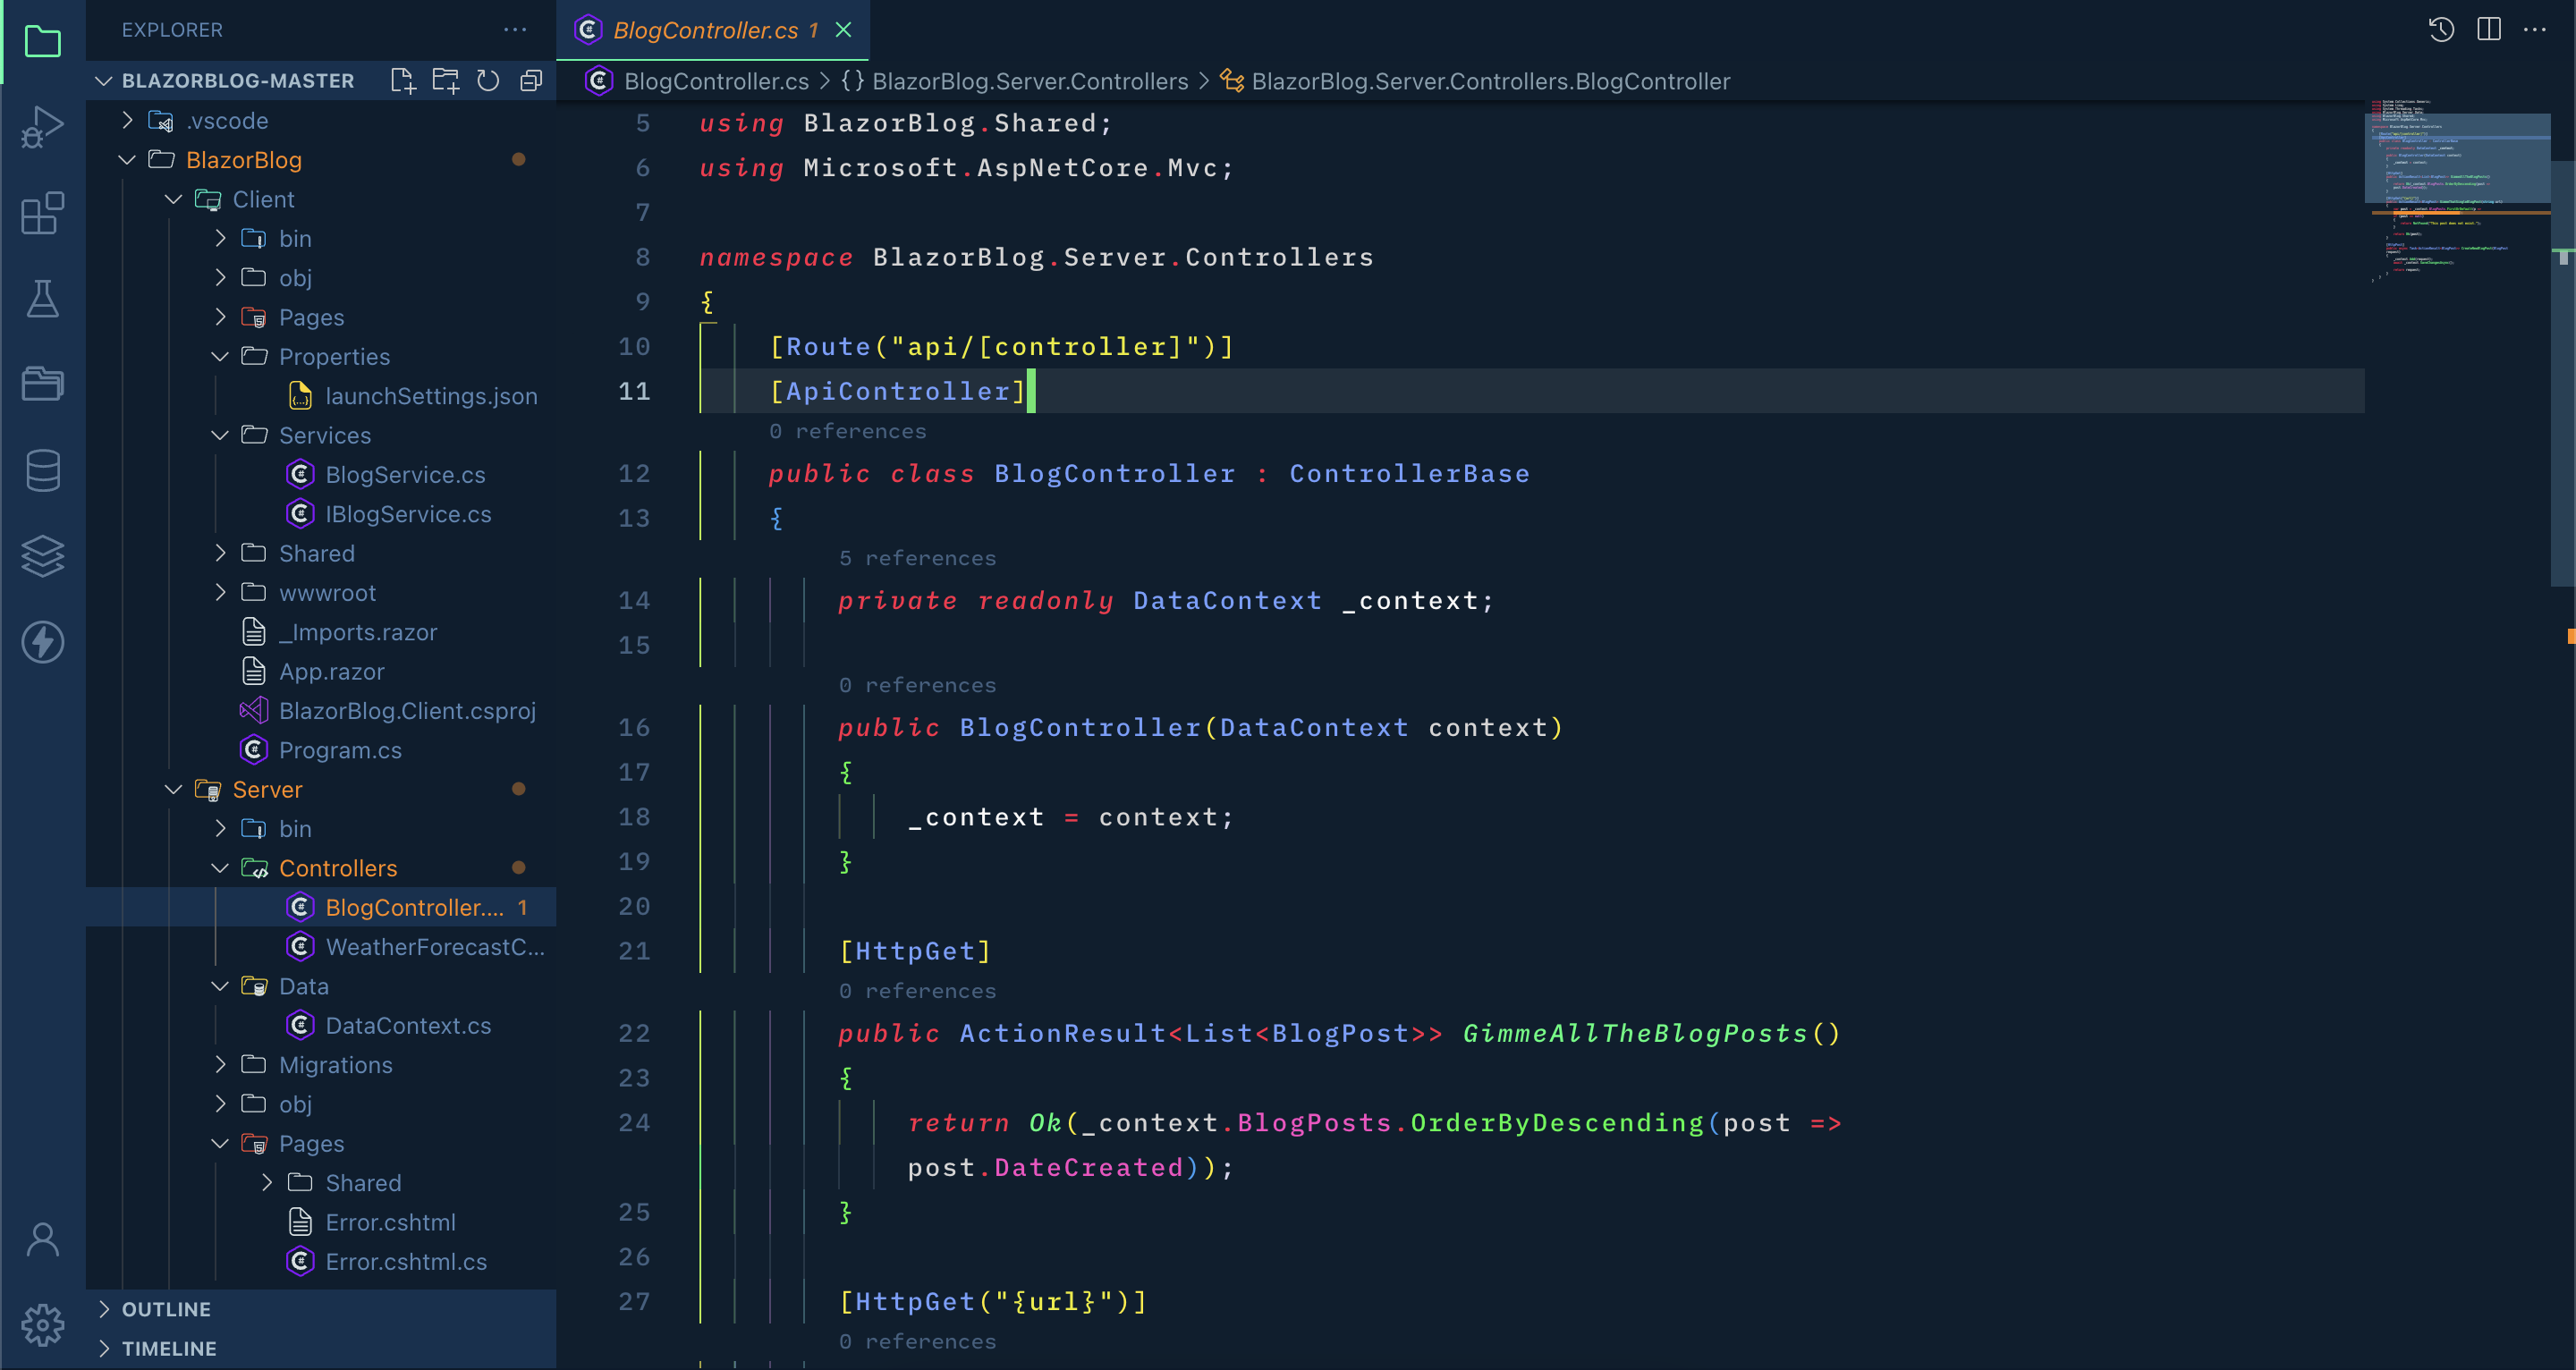 EXPLORER
BLAZORBLOG-MASTER
.vscode
BlazorBlog
Client
bin
obj
Pages
Properties
launchSettings.json
Services
BlogService.cs
IBlogService.cs
Shared
wwwroot
_Imports.razor
App.razor
BlazorBlog.Client.csproj
Program.cs
Server
bin
Controllers
BlogController.... 1
WeatherForecastC...
Data
DataContext.cs
Migrations
obj
Pages
Shared
Error.cshtml
Error.cshtml.cs
OUTLINE
TIMELINE
BlogController.cs 1
BlogController.cs > {} BlazorBlog.Server.Controllers > BlazorBlog.Server.Controllers.BlogController
5 using BlazorBlog.Shared;
6 using Microsoft.AspNetCore.Mvc;
7
8 namespace BlazorBlog.Server.Controllers
9 {
10 [Route("api/[controller]")]
11 [ApiController]
0 references
12 public class BlogController : ControllerBase
13 {
5 references
14 private readonly DataContext _context;
15
0 references
16 public BlogController(DataContext context)
17 {
18 _context = context;
19 }
20
21 [HttpGet]
0 references
22 public ActionResult<List<BlogPost>> GimmeAllTheBlogPosts()
23 {
24 return Ok(_context.BlogPosts.OrderByDescending(post =>
post.DateCreated));
25 }
26
27 [HttpGet("{url}")]
0 references